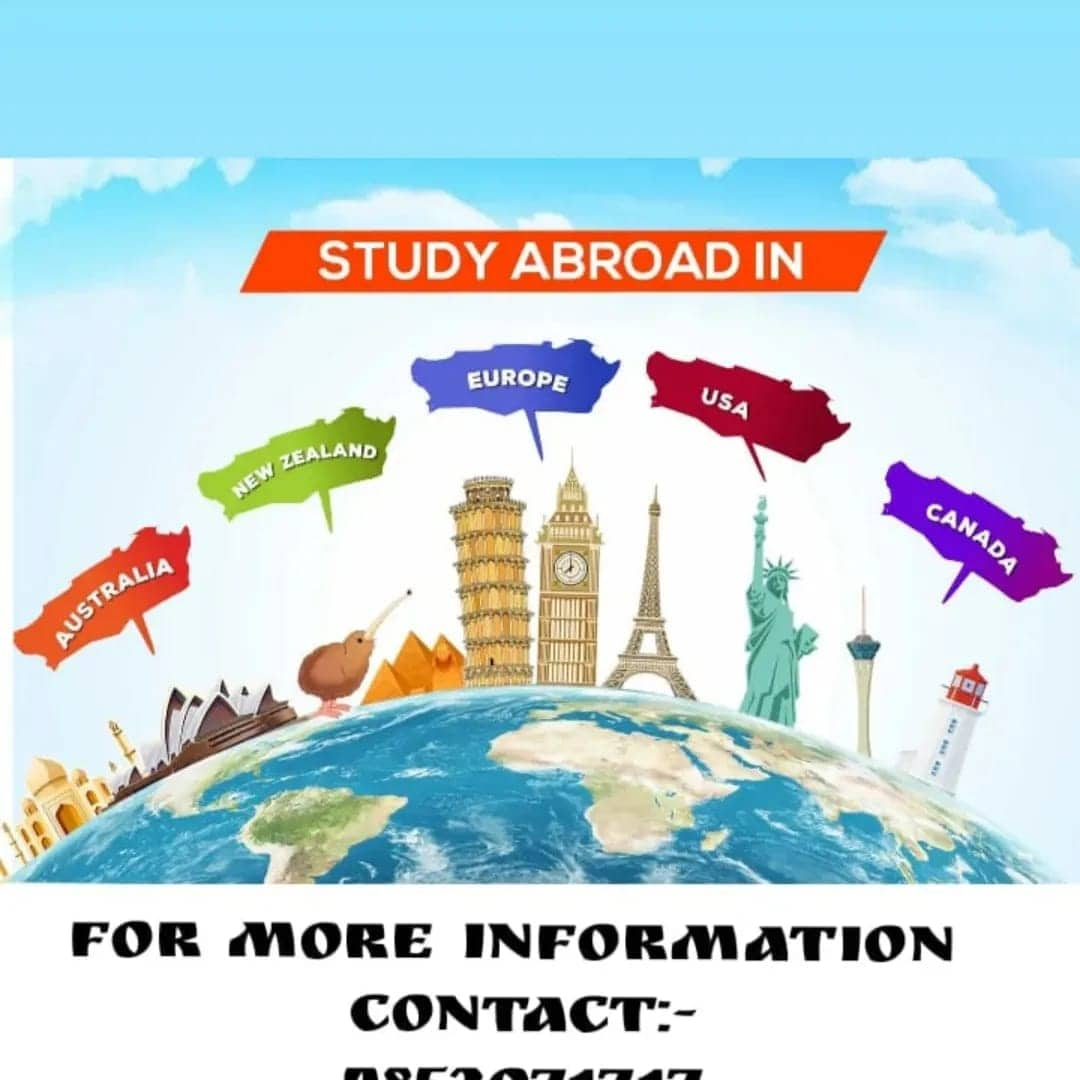 STUDY ABROAD IN
EUROPE
USA
NEW ZEALAND
CANADA
AUSTRALIA
FOR MORE INFORMATION
CONTACT:-